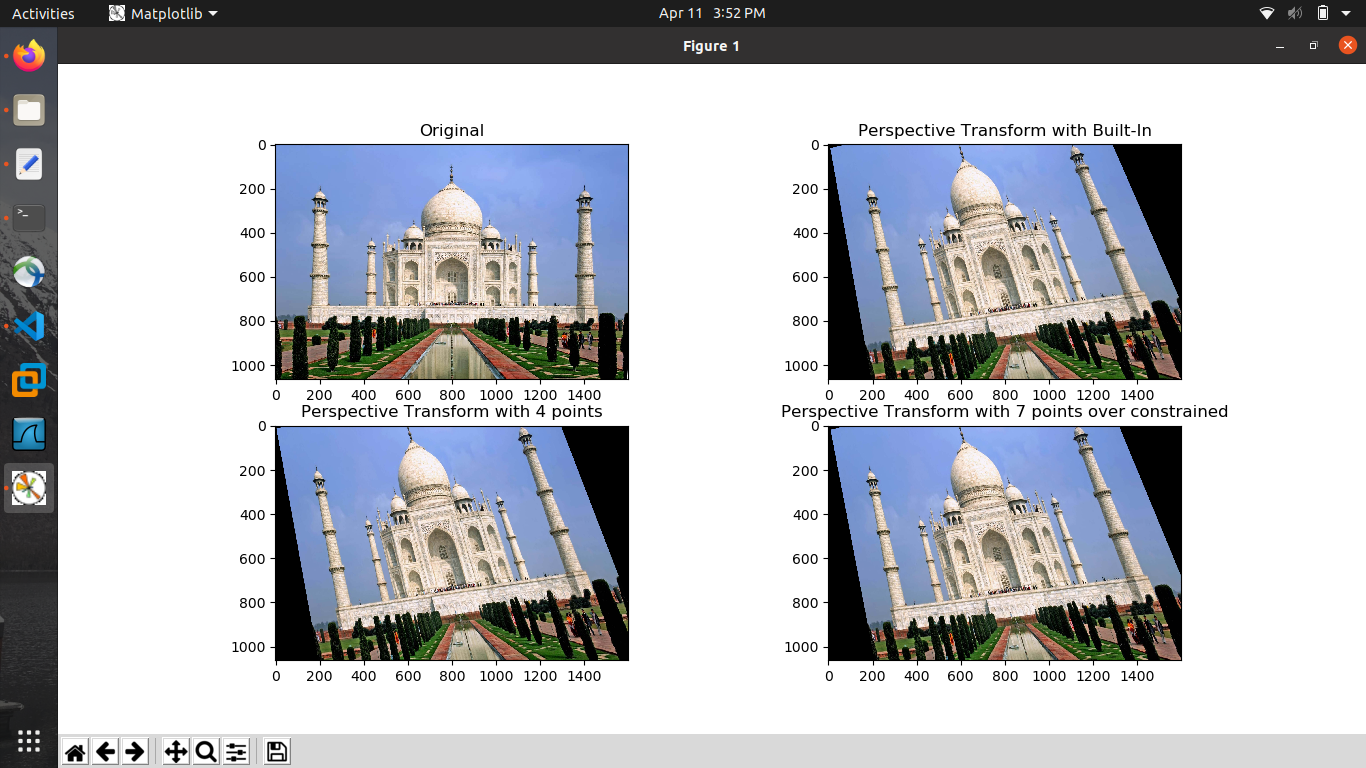 Activities Matplotlib Apr 11 3:52 PM
Figure 1
Original
0
200
400
600
800
1000
0 200 400 600 800 1000 1200 1400
Perspective Transform with Built-In
0
200
400
600
800
1000
0 200 400 600 800 1000 1200 1400
Perspective Transform with 4 points
0
200
400
600
800
1000
0 200 400 600 800 1000 1200 1400
Perspective Transform with 7 points over constrained
0
200
400
600
800
1000
0 200 400 600 800 1000 1200 1400